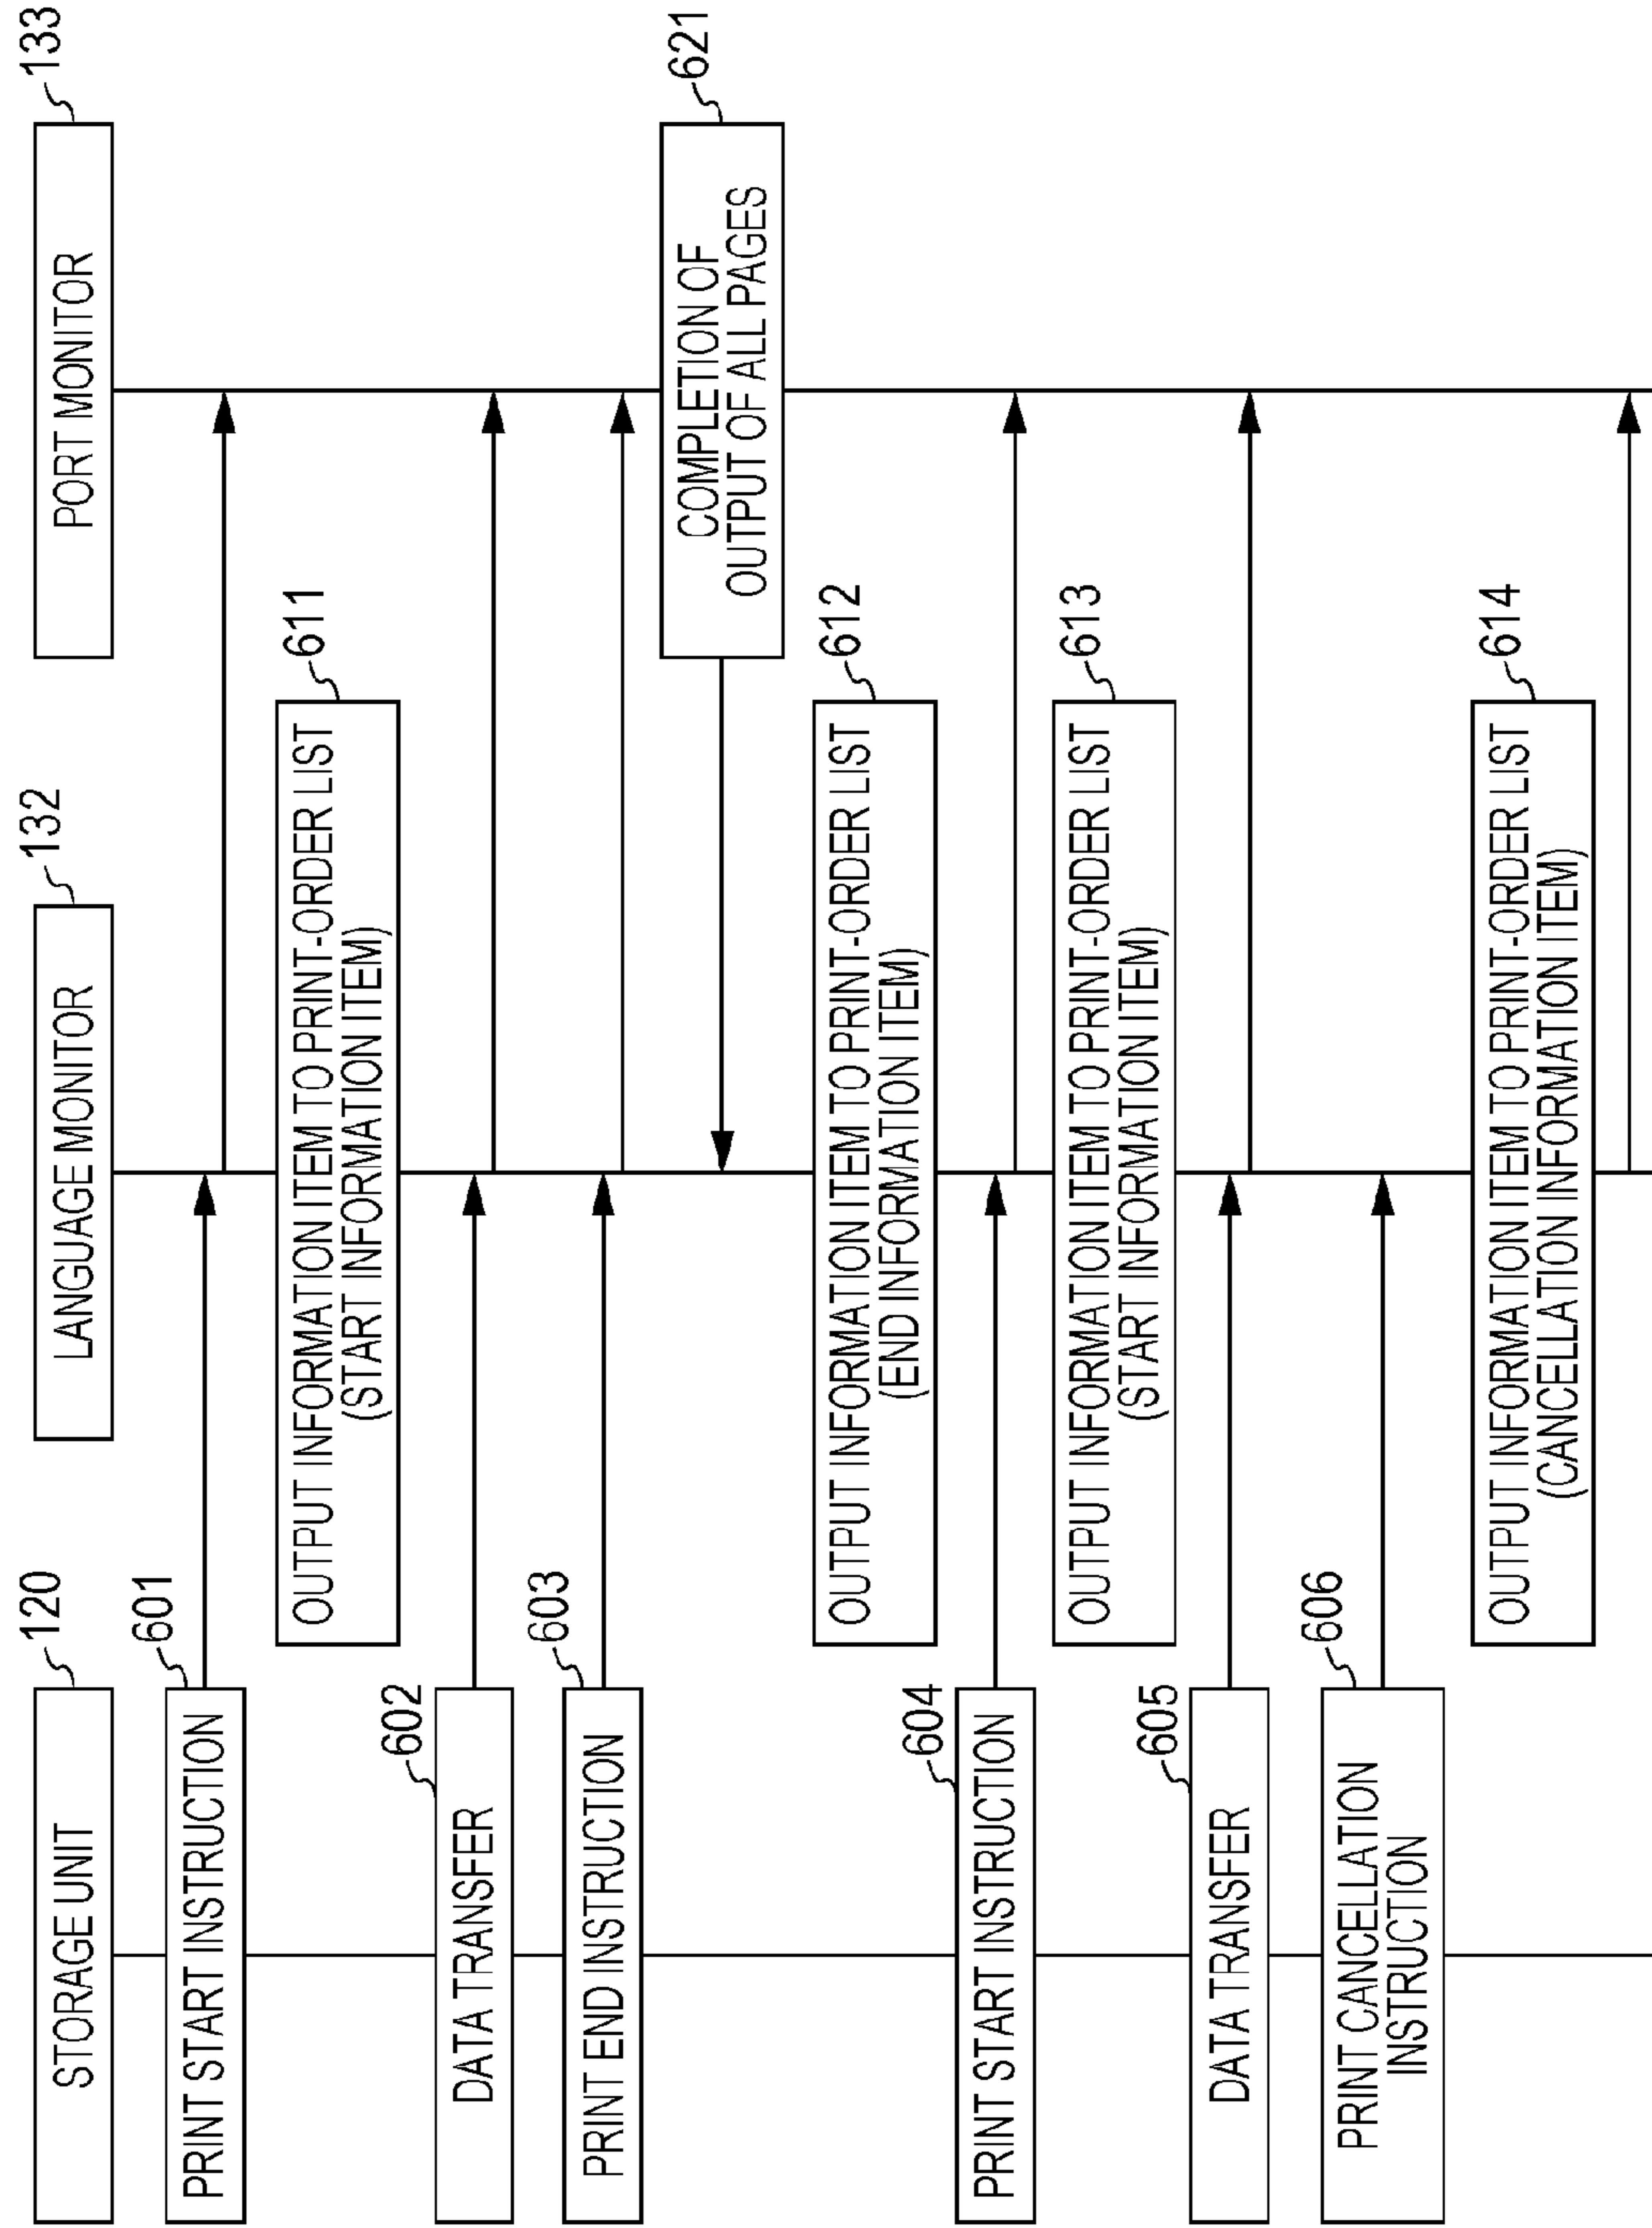 STORAGE UNIT
120
LANGUAGE MONITOR
132
PORT MONITOR
133
PRINT START INSTRUCTION
601
OUTPUT INFORMATION ITEM TO PRINT-ORDER LIST
(START INFORMATION ITEM)
611
DATA TRANSFER
602
PRINT END INSTRUCTION
603
COMPLETION OF
OUTPUT OF ALL PAGES
621
OUTPUT INFORMATION ITEM TO PRINT-ORDER LIST
(END INFORMATION ITEM)
612
PRINT START INSTRUCTION
604
OUTPUT INFORMATION ITEM TO PRINT-ORDER LIST
(START INFORMATION ITEM)
613
DATA TRANSFER
605
PRINT CANCELLATION
INSTRUCTION
606
OUTPUT INFORMATION ITEM TO PRINT-ORDER LIST
(CANCELLATION INFORMATION ITEM)
614